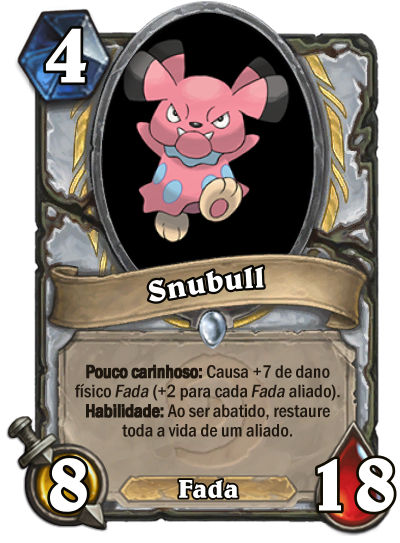 4
Snubull
Pouco carinhoso: Causa +7 de dano
físico Fada (+2 para cada Fada aliado).
Habilidade: Ao ser abatido, restaure
toda a vida de um aliado.
8
Fada
18